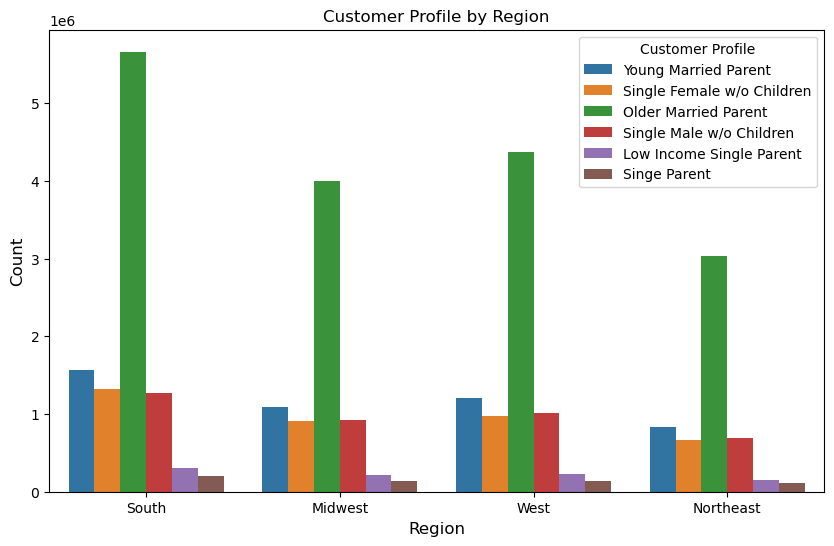 Customer Profile by Region
1e6
Customer Profile
Young Married Parent
Single Female w/o Children
Older Married Parent
Single Male w/o Children
Low Income Single Parent
Singe Parent
Count
5
4
3
2
1
0
South
Midwest
West
Northeast
Region